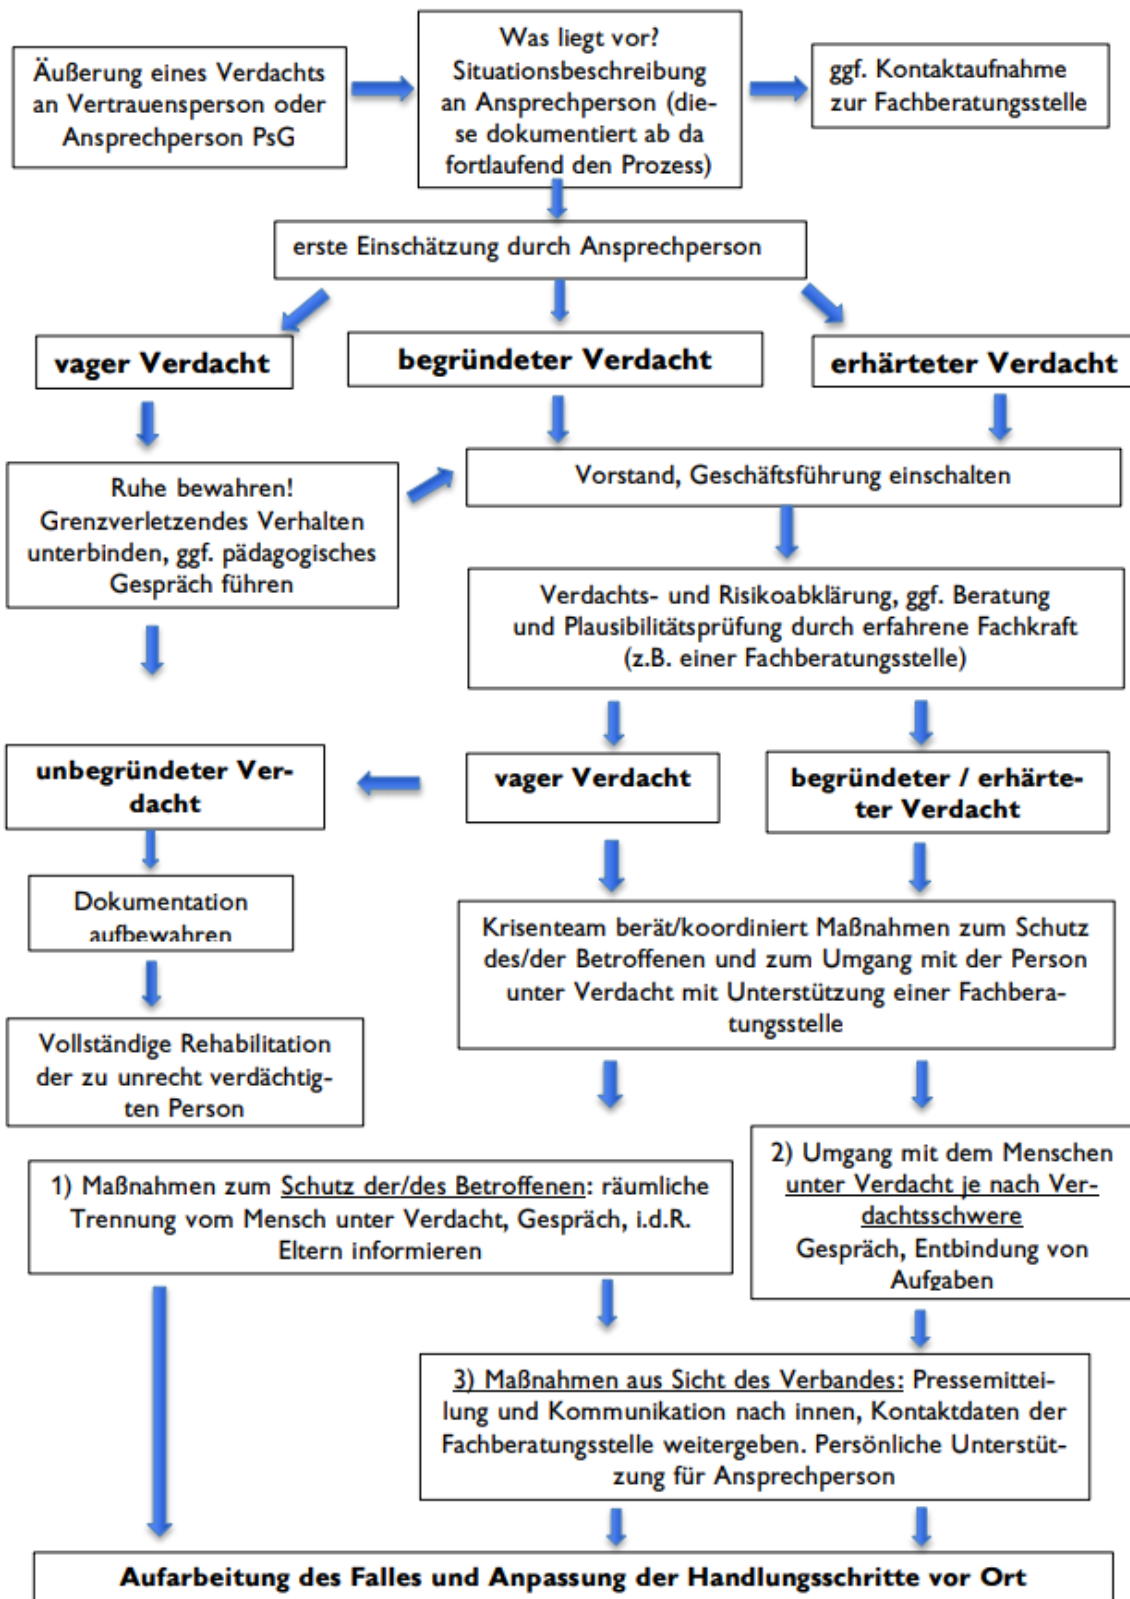 Äußerung eines Verdachts
an Vertrauensperson oder
Ansprechperson PsG
Was liegt vor?
Situationsbeschreibung
an Ansprechperson (die-
se dokumentiert ab da
fortlaufend den Prozess)
ggf. Kontaktaufnahme
zur Fachberatungsstelle
erste Einschätzung durch Ansprechperson
vager Verdacht
begründeter Verdacht
erhärteter Verdacht
Ruhe bewahren!
Grenzverletzendes Verhalten
unterbinden, ggf. pädagogisches
Gespräch führen
Vorstand, Geschäftsführung einschalten
Verdachts- und Risikoabklärung, ggf. Beratung
und Plausibilitätsprüfung durch erfahrene Fachkraft
(z.B. einer Fachberatungsstelle)
unbegründeter Ver-
dacht
vager Verdacht
begründeter / erhärte-
ter Verdacht
Dokumentation
aufbewahren
Krisenteam berät/koordiniert Maßnahmen zum Schutz
des/der Betroffenen und zum Umgang mit der Person
unter Verdacht mit Unterstützung einer Fachbera-
tungsstelle
Vollständige Rehabilitation
der zu unrecht verdächtig-
ten Person
1) Maßnahmen zum Schutz der/des Betroffenen: räumliche
Trennung vom Mensch unter Verdacht, Gespräch, i.d.R.
Eltern informieren
2) Umgang mit dem Menschen
unter Verdacht je nach Ver-
dachtsschwere
Gespräch, Entbindung von
Aufgaben
3) Maßnahmen aus Sicht des Verbandes: Pressemittei-
lung und Kommunikation nach innen, Kontaktdaten der
Fachberatungsstelle weitergeben. Persönliche Unterstüt-
zung für Ansprechperson
Aufarbeitung des Falles und Anpassung der Handlungsschritte vor Ort